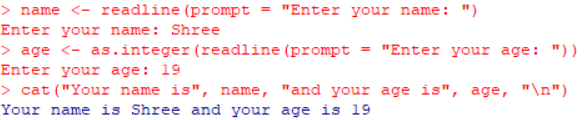 > name <- readline(prompt = "Enter your name: ")
Enter your name: Shree
> age <- as.integer(readline(prompt = "Enter your age: "))
Enter your age: 19
> cat("Your name is", name, "and your age is", age, "\n")
Your name is Shree and your age is 19